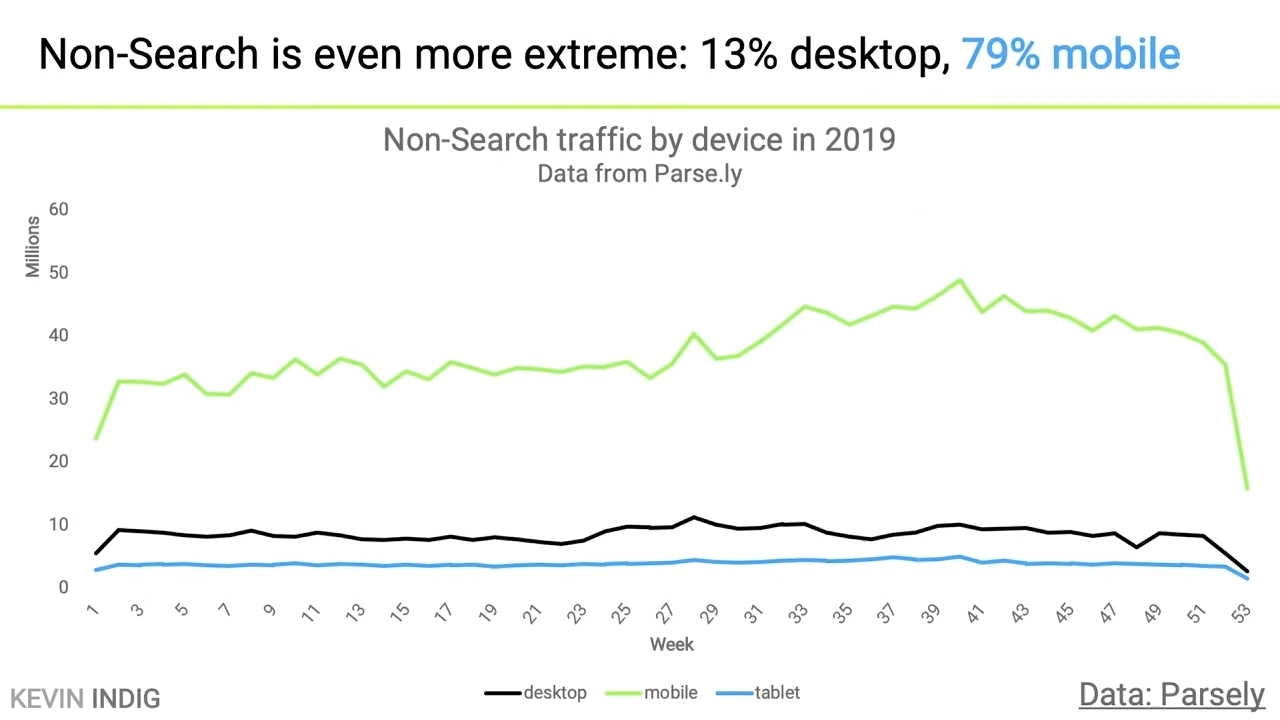 Non-Search is even more extreme: 13% desktop, 79% mobile
Non-Search traffic by device in 2019
Data from Parse.ly
Millions
60
50
40
30
20
10
0
1 3 5 7 9 11 13 15 17 19 21 23 25 27 29 31 33 35 37 39 41 43 45 47 49 51 53
Week
desktop mobile tablet
KEVIN INDIG
Data: Parsely